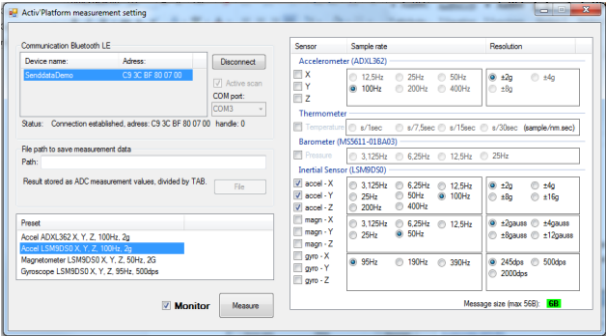 Activ'Platform measurement setting
Communication Bluetooth LE
Device name: Adress:
SenddataDemo C9 3C BF 80 07 00
Disconnect
Active scan
COM port:
COM3
Status: Connection established, adress: C9 3C BF 80 07 00 handle: 0
File path to save measurement data
Path:
Result stored as ADC measurement values, divided by TAB.
File
Preset
Accel ADXL362 X, Y, Z, 100Hz, 2g
Accel LSM9DS0 X, Y, Z, 100Hz, 2g
Magnetometer LSM9DS0 X, Y, Z, 50Hz, 2G
Gyroscope LSM9DS0 X, Y, Z, 95Hz, 500dps
Monitor
Measure
Sensor Sample rate Resolution
Accelerometer (ADXL362)
X 12,5Hz 25Hz 50Hz ±2g ±4g
Y 100Hz 200Hz 400Hz ±8g
Z
Thermometer
Temperature s/1sec s/7,5sec s/15sec s/30sec (sample/nm.sec)
Barometer (MS5611-01BA03)
Pressure 3,125Hz 6,25Hz 12,5Hz 25Hz
Inertial Sensor (LSM9DS0)
accel - X 3,125Hz 6,25Hz 12,5Hz ±2g ±4g
accel - Y 25Hz 50Hz 100Hz ±8g ±16g
accel - Z 200Hz 400Hz
magn - X 3,125Hz 6,25Hz 12,5Hz ±2gauss ±4gauss
magn - Y 25Hz 50Hz ±8gauss ±12gauss
magn - Z
gyro - X 95Hz 190Hz 390Hz 245dps 500dps
gyro - Y 2000dps
gyro - Z
Message size (max 56B): 6B